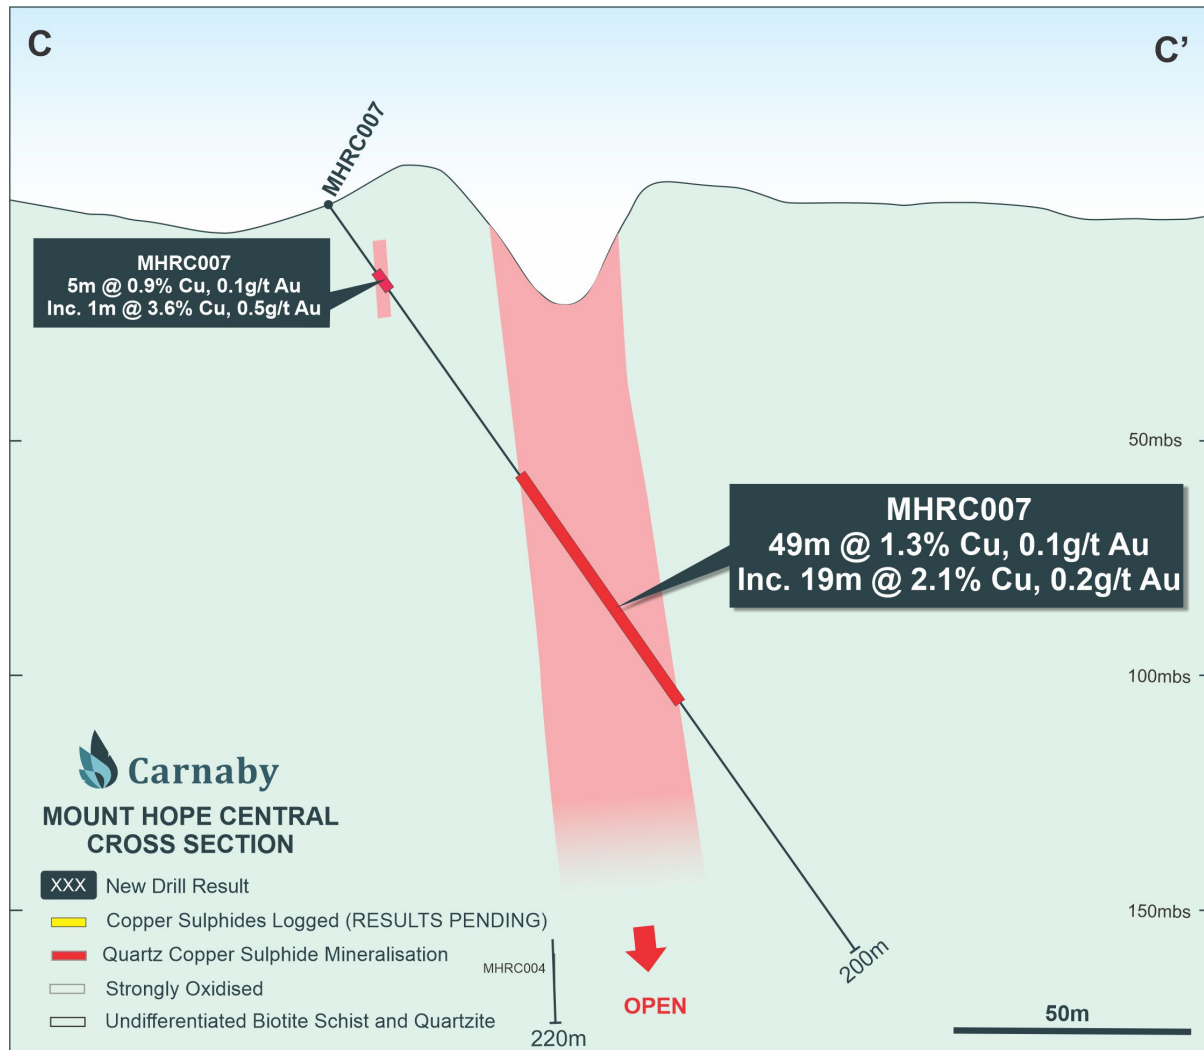 C
C'
MHRC007
MHRC007
5m @ 0.9% Cu, 0.1g/t Au
Inc. 1m @ 3.6% Cu, 0.5g/t Au
50mbs
MHRC007
49m @ 1.3% Cu, 0.1g/t Au
Inc. 19m @ 2.1% Cu, 0.2g/t Au
100mbs
Carnaby
MOUNT HOPE CENTRAL
CROSS SECTION
XXX New Drill Result
Copper Sulphides Logged (RESULTS PENDING)
Quartz Copper Sulphide Mineralisation
Strongly Oxidised
Undifferentiated Biotite Schist and Quartzite
150mbs
MHRC004
220m
OPEN
200m
50m